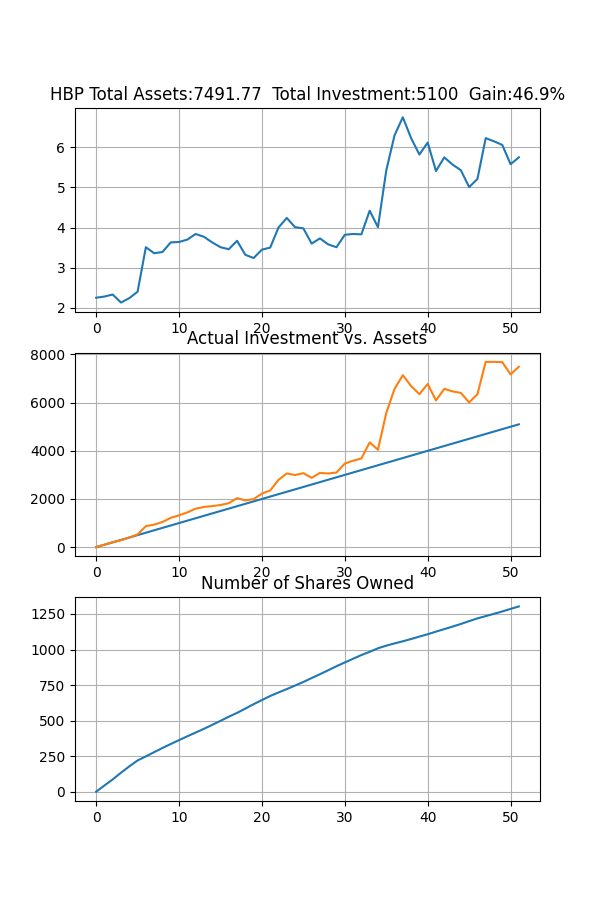 HBP Total Assets:7491.77  Total Investment:5100  Gain:46.9%
6
5
4
3
2
0 10 20 30 40 50
Actual Investment vs. Assets
8000
6000
4000
2000
0
0 10 20 30 40 50
Number of Shares Owned
1250
1000
750
500
250
0
0 10 20 30 40 50